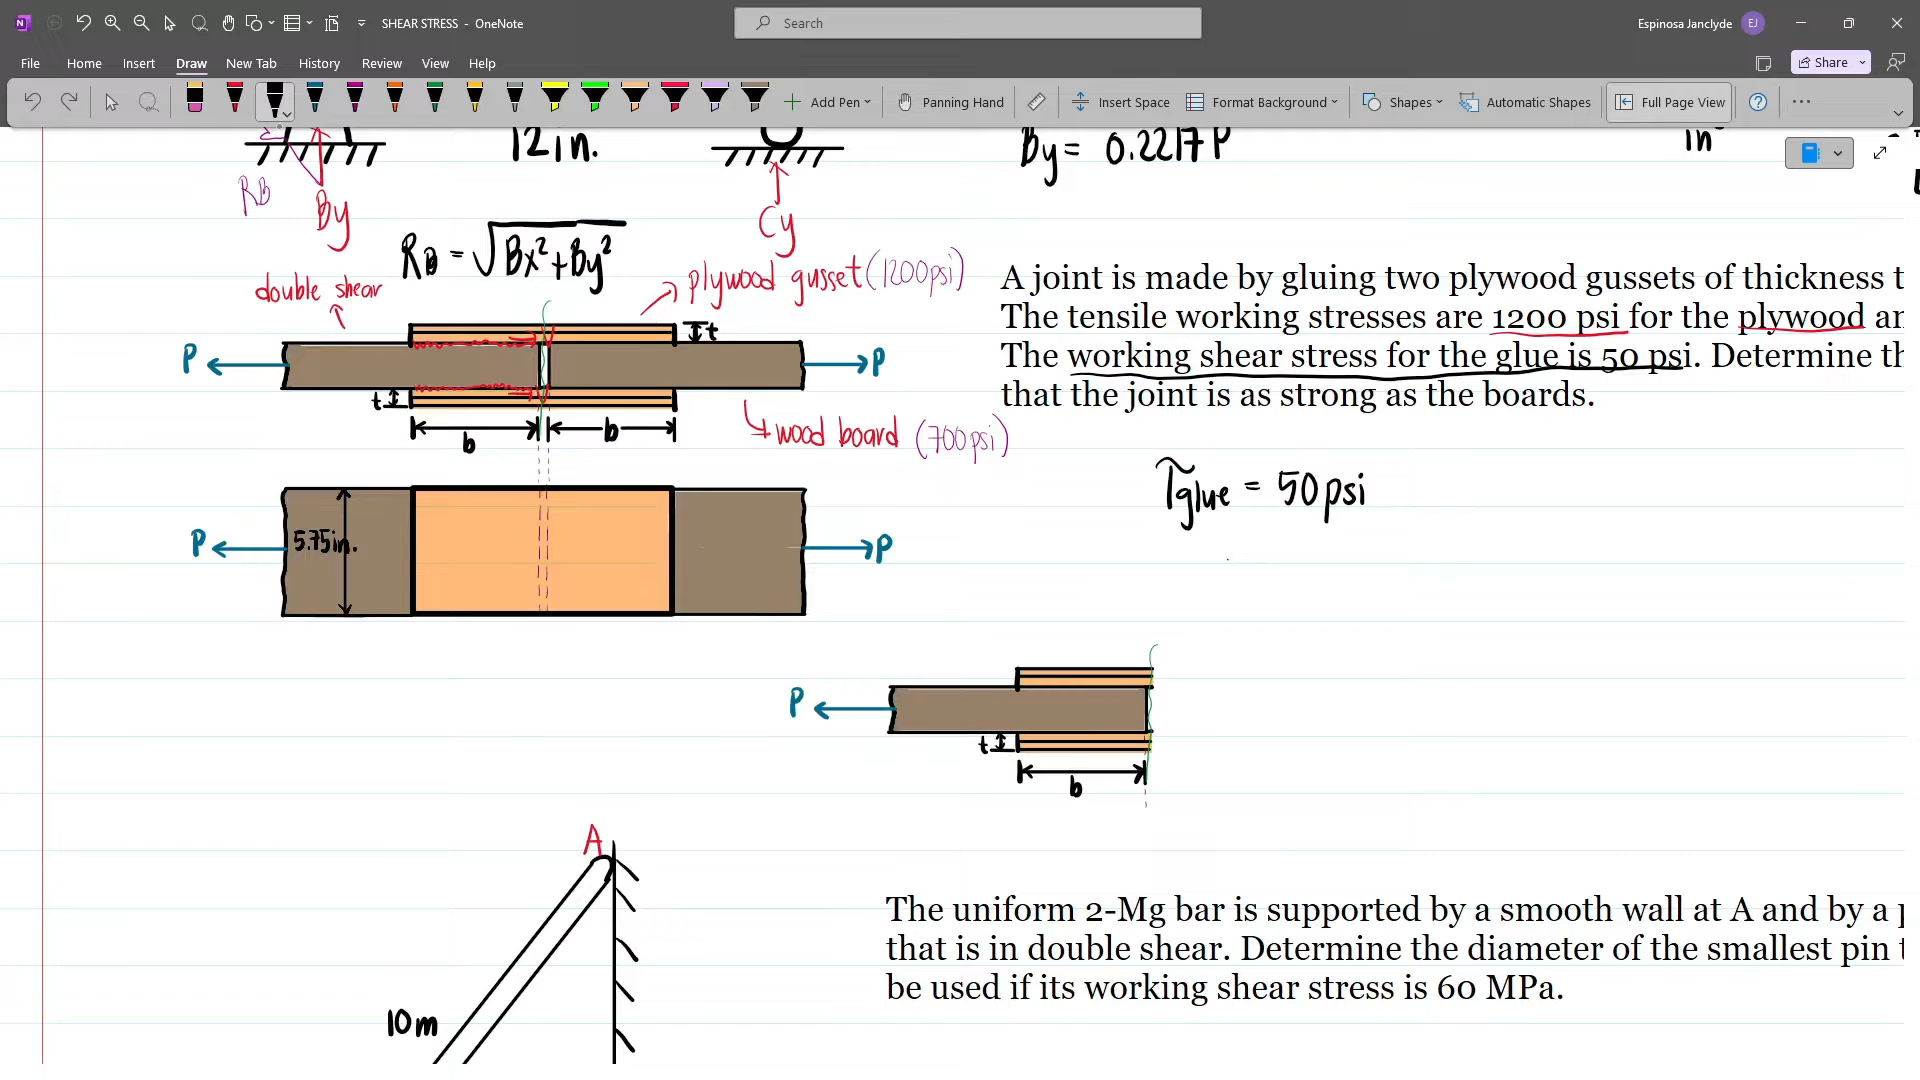 SHEAR STRESS - OneNote
Search
Espinosa Janclyde EJ
File Home Insert Draw New Tab History Review View Help
Share
Add Pen Panning Hand Insert Space Format Background Shapes Automatic Shapes Full Page View
12in.
By = 0.2217P
in
RB
By
Cy
RB = √Bx²+By²
double shear
plywood gusset (1200psi)
A joint is made by gluing two plywood gussets of thickness t
The tensile working stresses are 1200 psi for the plywood an
The working shear stress for the glue is 50 psi. Determine th
that the joint is as strong as the boards.
t
P
P
t
b
b
wood board (700psi)
τglue = 50psi
P
5.75in.
P
P
t
b
A
The uniform 2-Mg bar is supported by a smooth wall at A and by a p
that is in double shear. Determine the diameter of the smallest pin t
be used if its working shear stress is 60 MPa.
10m